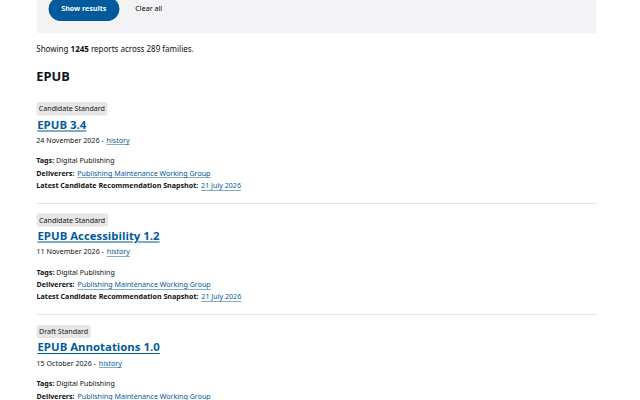 Show results Clear all
Showing 1245 reports across 289 families.
EPUB
Candidate Standard
EPUB 3.4
24 November 2026 - history
Tags: Digital Publishing
Deliverers: Publishing Maintenance Working Group
Latest Candidate Recommendation Snapshot: 21 July 2026
Candidate Standard
EPUB Accessibility 1.2
11 November 2026 - history
Tags: Digital Publishing
Deliverers: Publishing Maintenance Working Group
Latest Candidate Recommendation Snapshot: 21 July 2026
Draft Standard
EPUB Annotations 1.0
15 October 2026 - history
Tags: Digital Publishing
Deliverers: Publishing Maintenance Working Group